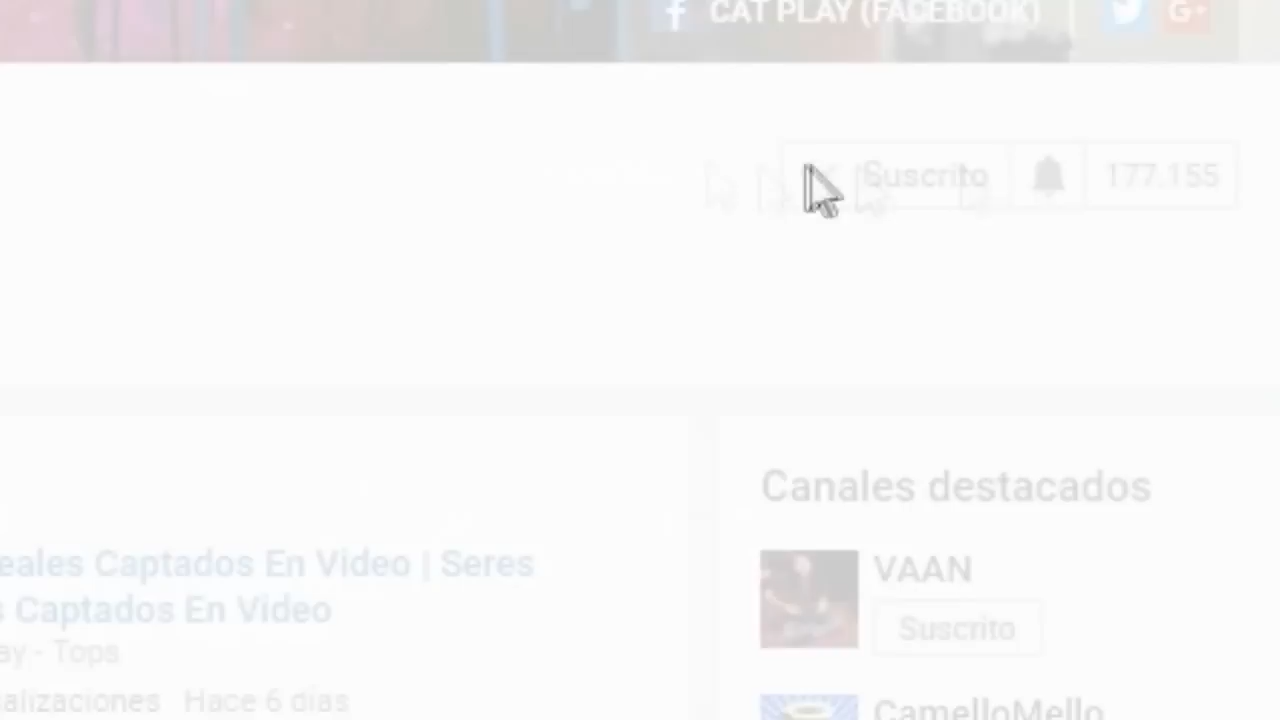 CAT PLAY (FACEBOOK)
G+
Suscrito
177.155
Canales destacados
eales Captados En Video | Seres
s Captados En Video
ay - Tops
alizaciones Hace 6 días
VAAN
Suscrito
CamelloMello